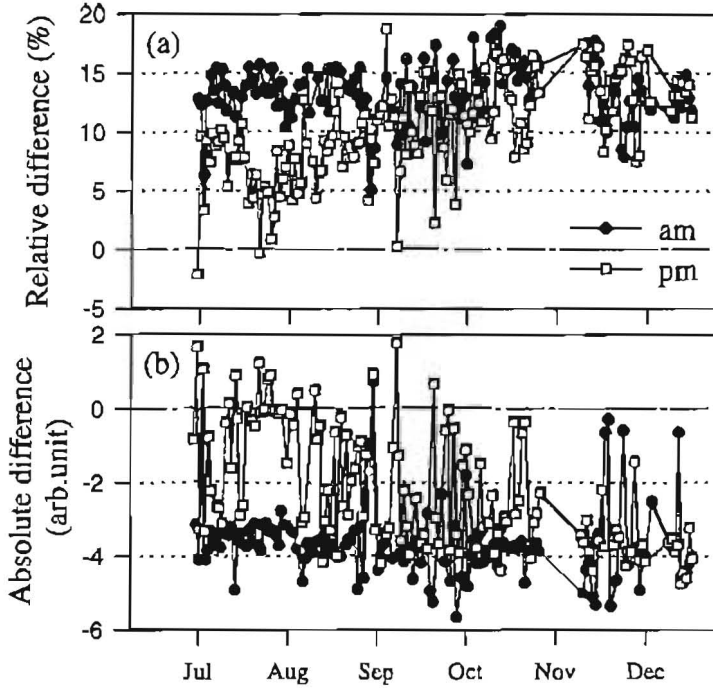 20
15
10
5
0
-5
Relative difference (%)
(a)
am
pm
2
0
-2
-4
-6
Absolute difference
(arb.unit)
(b)
Jul Aug Sep Oct Nov Dec